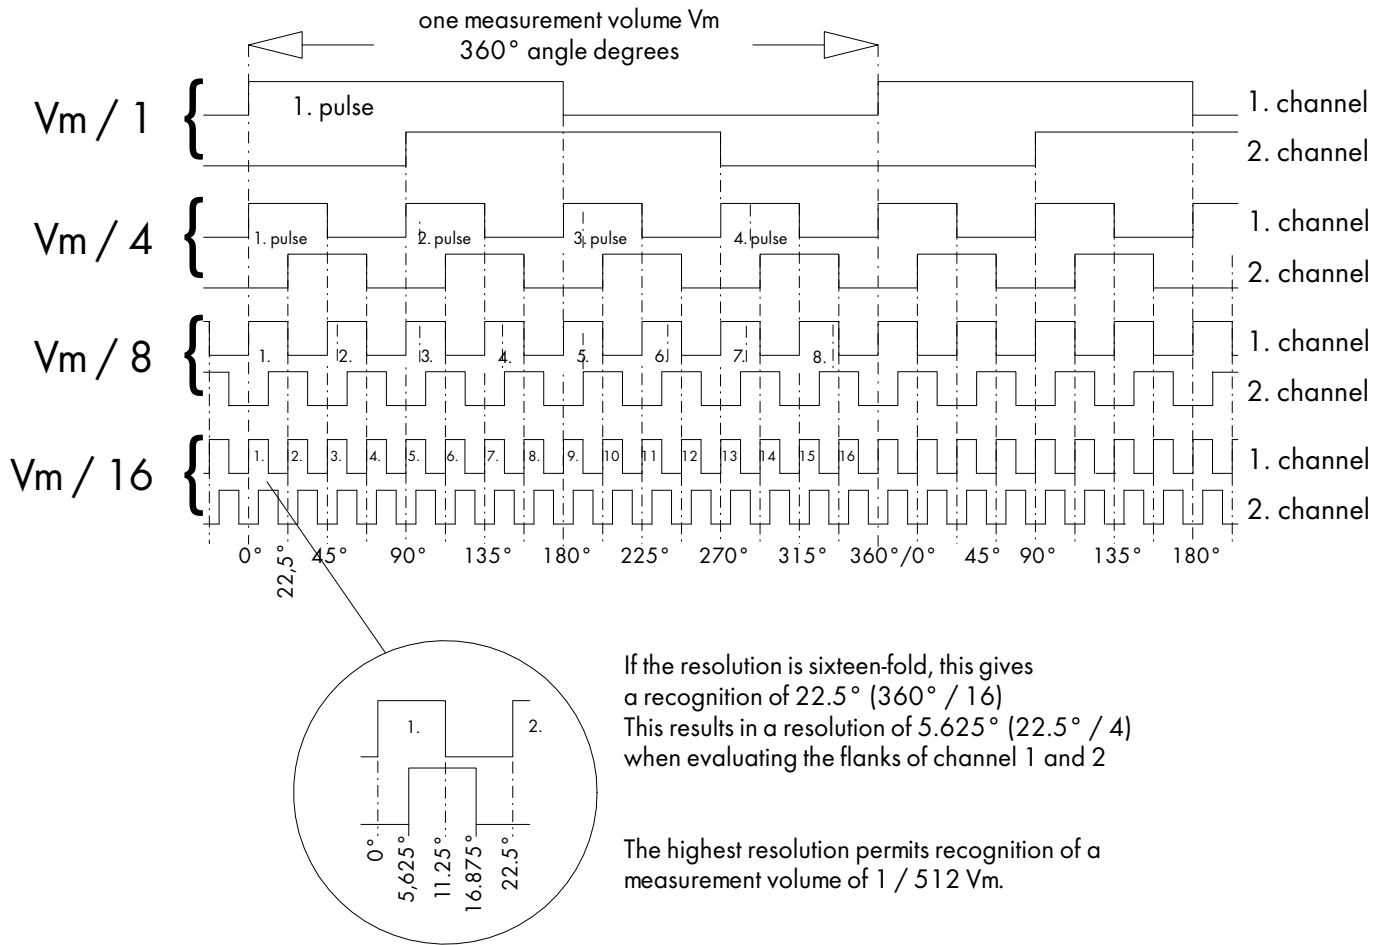 one measurement volume Vm
360° angle degrees
Vm / 1
1. pulse
1. channel
2. channel
Vm / 4
1. pulse
2. pulse
3. pulse
4. pulse
1. channel
2. channel
Vm / 8
1.
2.
3.
4.
5.
6.
7.
8.
1. channel
2. channel
Vm / 16
1.
2.
3.
4.
5.
6.
7.
8.
9.
10
11
12
13
14
15
16
1. channel
2. channel
0°
22,5°
45°
90°
135°
180°
225°
270°
315°
360°/0°
45°
90°
135°
180°
1.
2.
0°
5,625°
11.25°
16.875°
22.5°
If the resolution is sixteen-fold, this gives
a recognition of 22.5° (360° / 16)
This results in a resolution of 5.625° (22.5° / 4)
when evaluating the flanks of channel 1 and 2
The highest resolution permits recognition of a
measurement volume of 1 / 512 Vm.